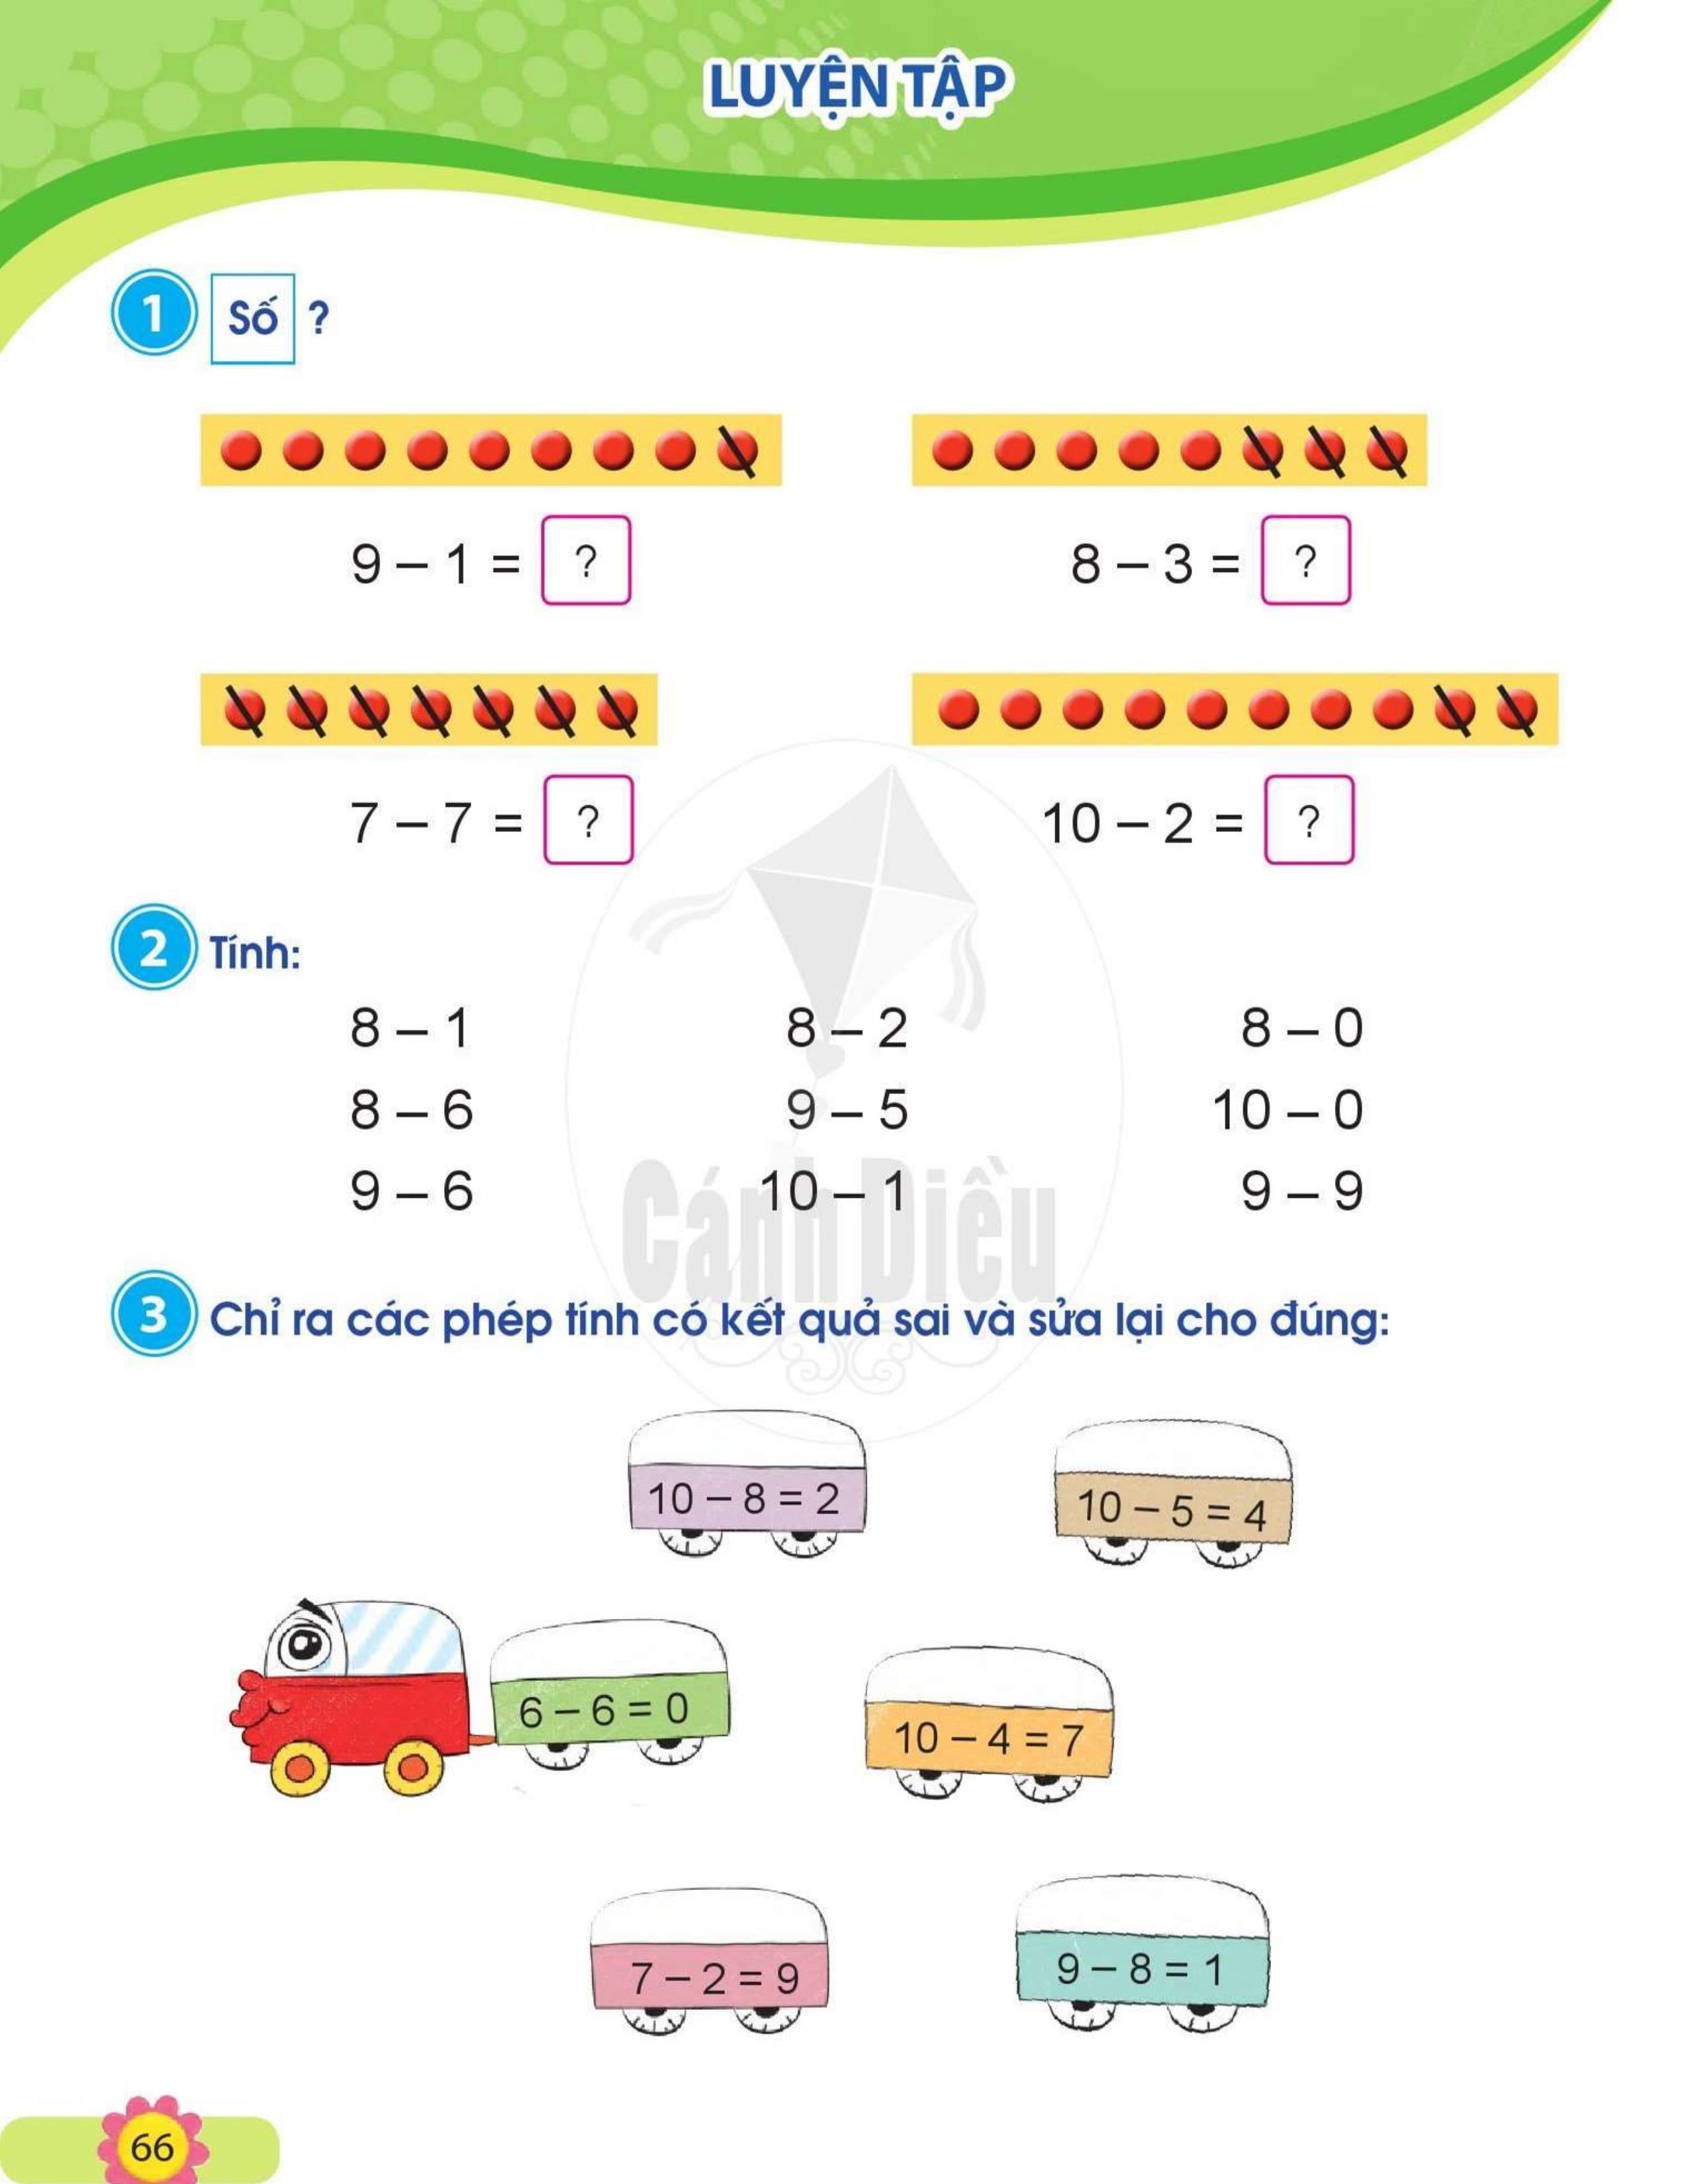 LUYỆN TẬP
1 Số ?
9 – 1 = ? 8 – 3 = ?
7 – 7 = ? 10 – 2 = ?
2 Tính:
8 – 1 8 – 2 8 – 0
8 – 6 9 – 5 10 – 0
9 – 6 10 – 1 9 – 9
Cánh Diều
3 Chỉ ra các phép tính có kết quả sai và sửa lại cho đúng:
10 – 8 = 2 10 – 5 = 4
6 – 6 = 0 10 – 4 = 7
7 – 2 = 9 9 – 8 = 1
66